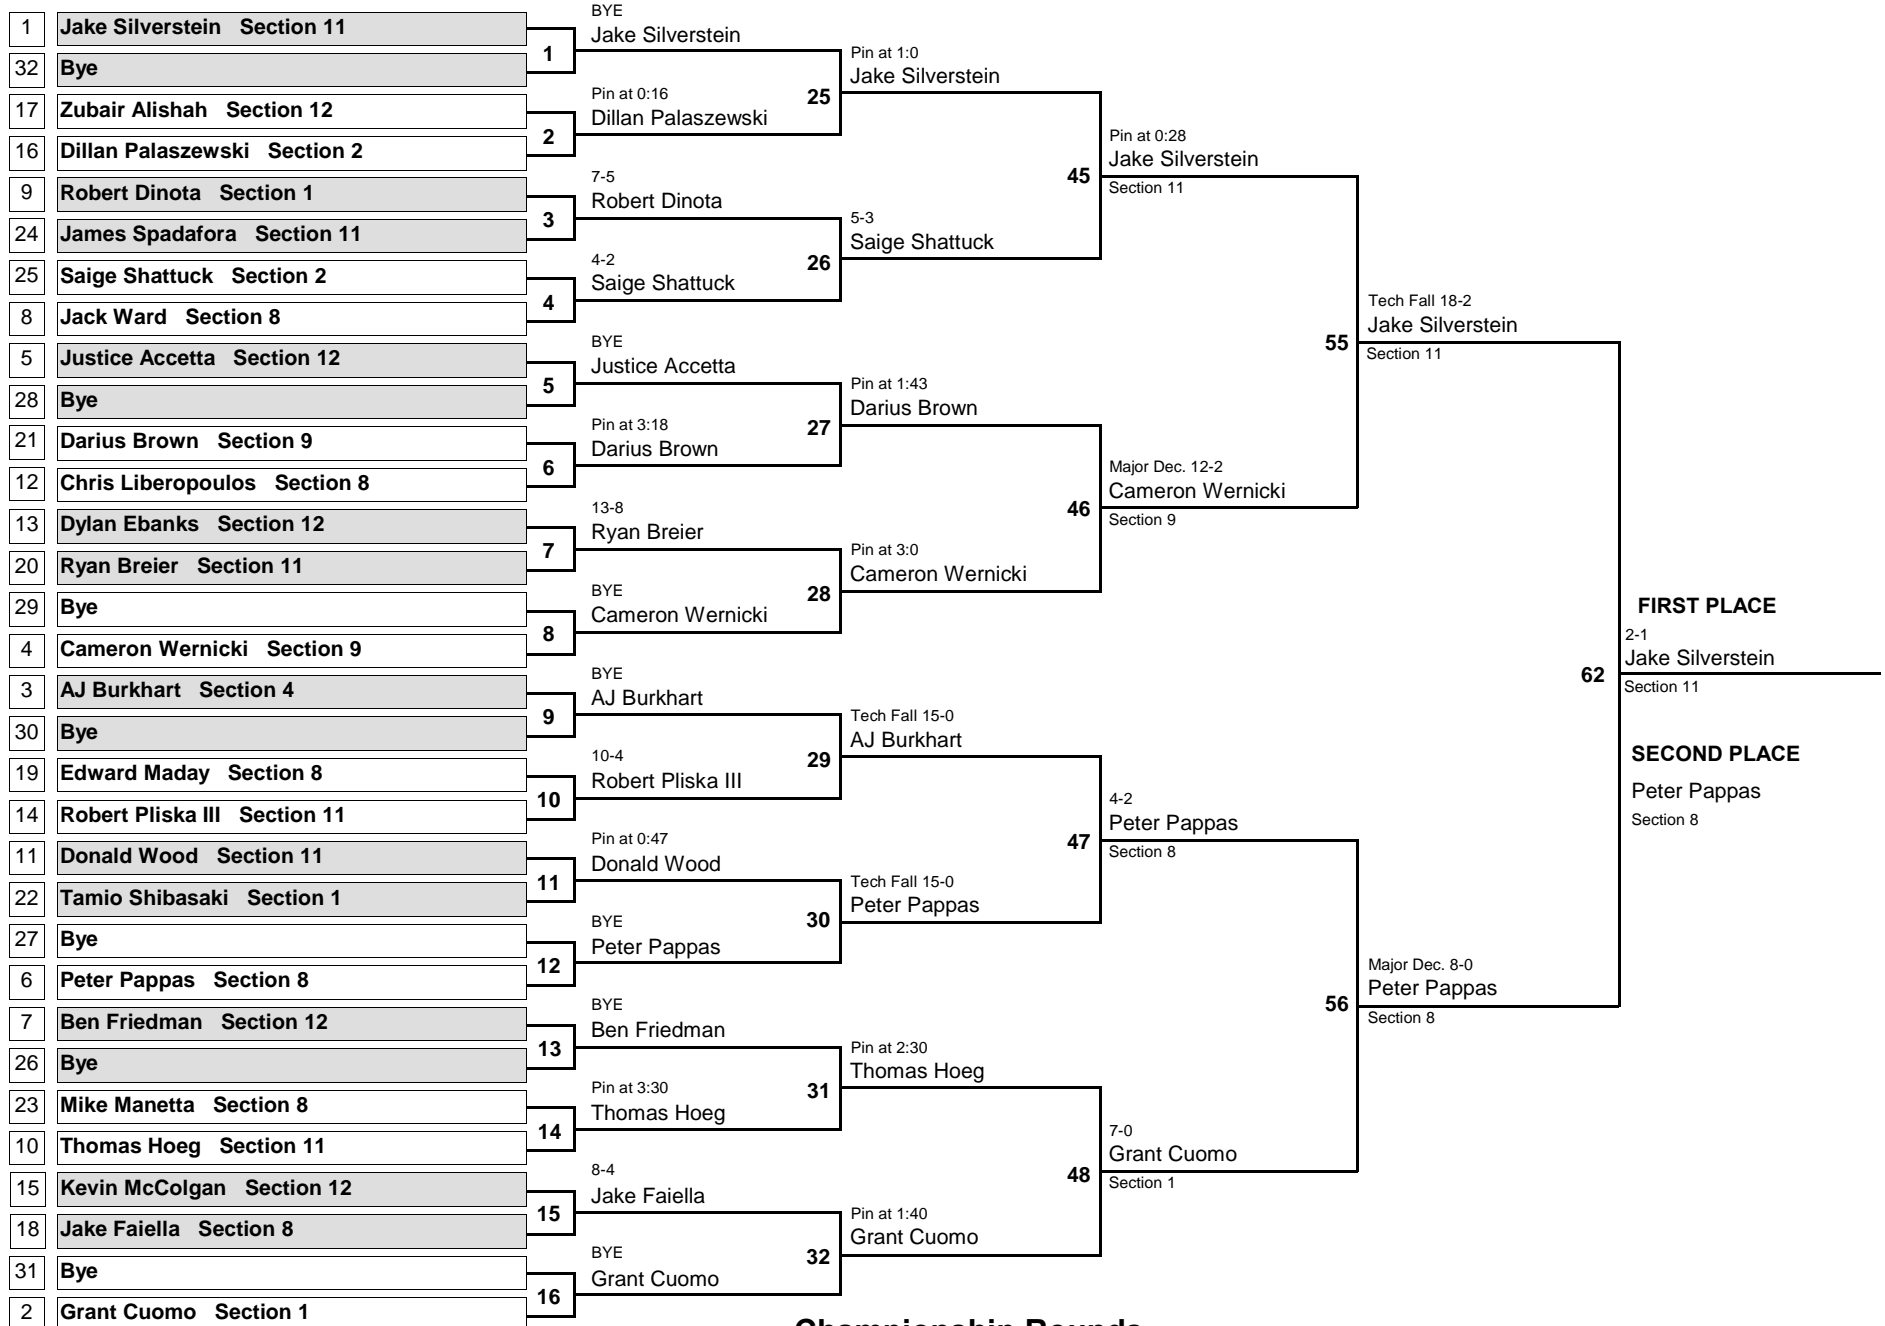 1 Jake Silverstein Section 11
32 Bye
17 Zubair Alishah Section 12
16 Dillan Palaszewski Section 2
9 Robert Dinota Section 1
24 James Spadafora Section 11
25 Saige Shattuck Section 2
8 Jack Ward Section 8
5 Justice Accetta Section 12
28 Bye
21 Darius Brown Section 9
12 Chris Liberopoulos Section 8
13 Dylan Ebanks Section 12
20 Ryan Breier Section 11
29 Bye
4 Cameron Wernicki Section 9
3 AJ Burkhart Section 4
30 Bye
19 Edward Maday Section 8
14 Robert Pliska III Section 11
11 Donald Wood Section 11
22 Tamio Shibasaki Section 1
27 Bye
6 Peter Pappas Section 8
7 Ben Friedman Section 12
26 Bye
23 Mike Manetta Section 8
10 Thomas Hoeg Section 11
15 Kevin McColgan Section 12
18 Jake Faiella Section 8
31 Bye
2 Grant Cuomo Section 1
1
2
3
4
5
6
7
8
9
10
11
12
13
14
15
16
BYE
Jake Silverstein
Pin at 0:16
Dillan Palaszewski
7-5
Robert Dinota
4-2
Saige Shattuck
BYE
Justice Accetta
Pin at 3:18
Darius Brown
13-8
Ryan Breier
BYE
Cameron Wernicki
BYE
AJ Burkhart
10-4
Robert Pliska III
Pin at 0:47
Donald Wood
BYE
Peter Pappas
BYE
Ben Friedman
Pin at 3:30
Thomas Hoeg
8-4
Jake Faiella
BYE
Grant Cuomo
25
26
27
28
29
30
31
32
Pin at 1:0
Jake Silverstein
5-3
Saige Shattuck
Pin at 1:43
Darius Brown
Pin at 3:0
Cameron Wernicki
Tech Fall 15-0
AJ Burkhart
Tech Fall 15-0
Peter Pappas
Pin at 2:30
Thomas Hoeg
Pin at 1:40
Grant Cuomo
45
46
47
48
Pin at 0:28
Jake Silverstein
Section 11
Major Dec. 12-2
Cameron Wernicki
Section 9
4-2
Peter Pappas
Section 8
7-0
Grant Cuomo
Section 1
55
56
Tech Fall 18-2
Jake Silverstein
Section 11
Major Dec. 8-0
Peter Pappas
Section 8
62
FIRST PLACE
2-1
Jake Silverstein
Section 11
SECOND PLACE
Peter Pappas
Section 8
Championship Rounds